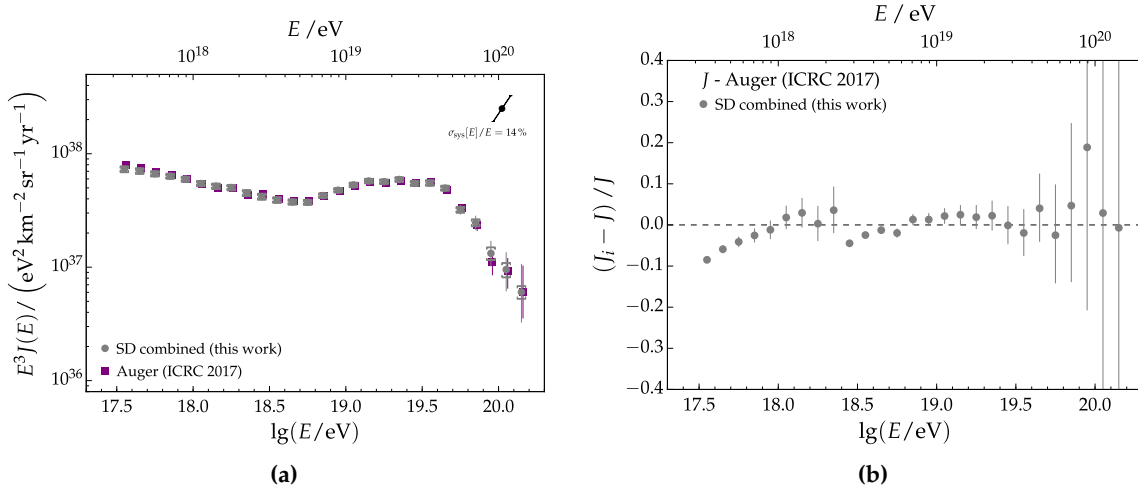 E /eV
10^18 10^19 10^20
10^38
10^37
10^36
E^3 J(E) / (eV^2 km^−2 sr^−1 yr^−1)
σsys[E]/E = 14 %
SD combined (this work)
Auger (ICRC 2017)
17.5 18.0 18.5 19.0 19.5 20.0
lg(E/eV)
(a)
E /eV
10^18 10^19 10^20
0.4
0.3
0.2
0.1
0.0
−0.1
−0.2
−0.3
−0.4
(J_i − J) / J
J - Auger (ICRC 2017)
SD combined (this work)
17.5 18.0 18.5 19.0 19.5 20.0
lg(E/eV)
(b)